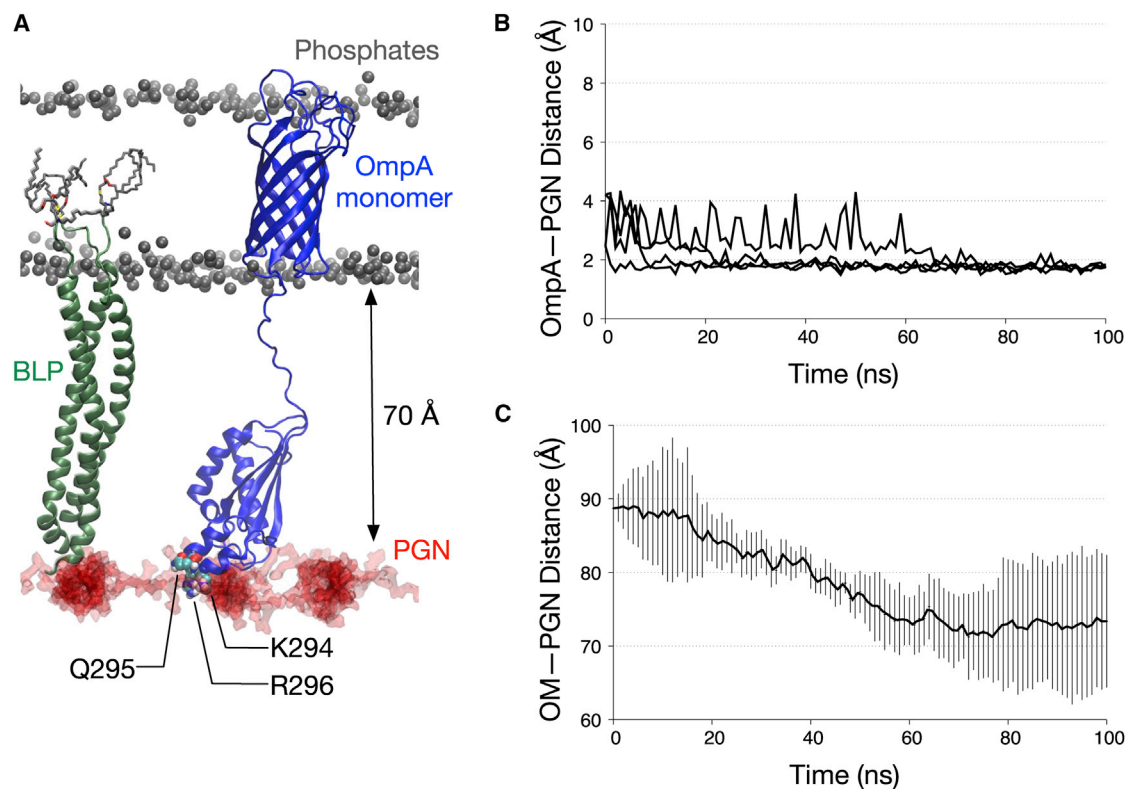 A
Phosphates
OmpA
monomer
BLP
70 Å
PGN
Q295
K294
R296
B
OmpA—PGN Distance (Å)
10
8
6
4
2
0
0 20 40 60 80 100
Time (ns)
C
OM—PGN Distance (Å)
100
90
80
70
60
0 20 40 60 80 100
Time (ns)